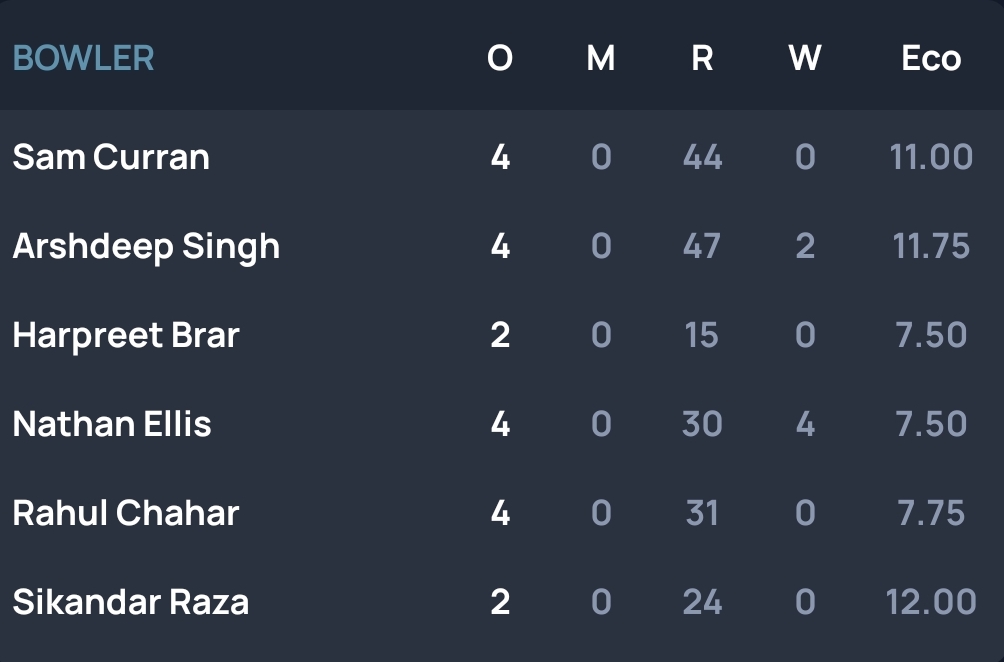 BOWLER O M R W Eco
Sam Curran 4 0 44 0 11.00
Arshdeep Singh 4 0 47 2 11.75
Harpreet Brar 2 0 15 0 7.50
Nathan Ellis 4 0 30 4 7.50
Rahul Chahar 4 0 31 0 7.75
Sikandar Raza 2 0 24 0 12.00